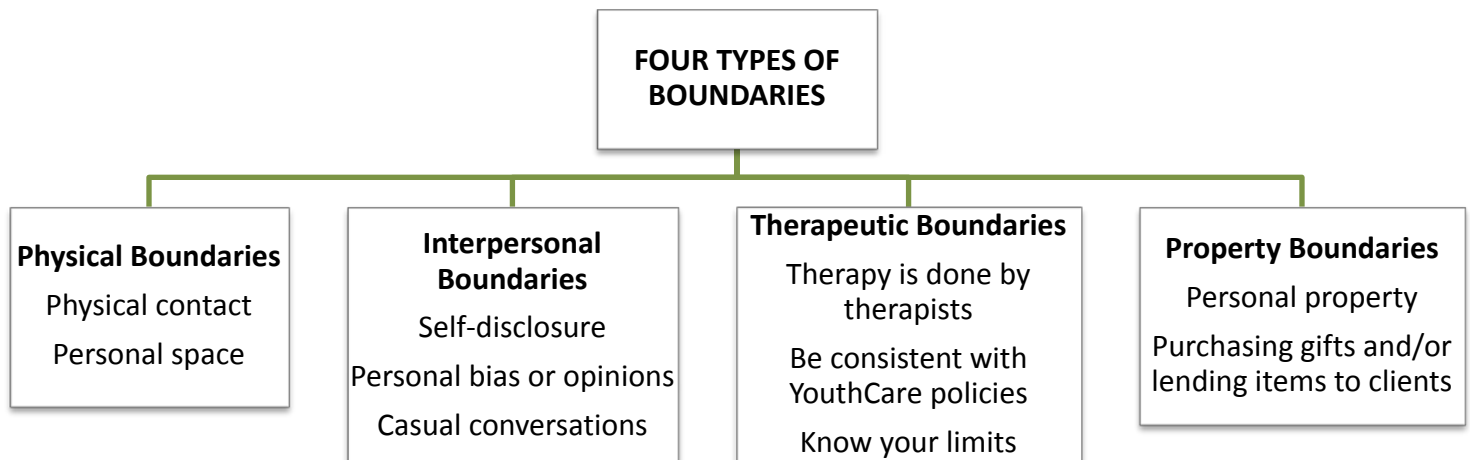 FOUR TYPES OF
BOUNDARIES
Physical Boundaries
Physical contact
Personal space
Interpersonal
Boundaries
Self-disclosure
Personal bias or opinions
Casual conversations
Therapeutic Boundaries
Therapy is done by
therapists
Be consistent with
YouthCare policies
Know your limits
Property Boundaries
Personal property
Purchasing gifts and/or
lending items to clients